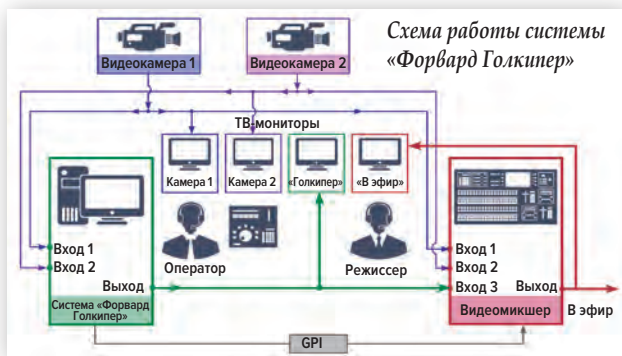 Схема работы системы
«Форвард Голкипер»
Видеокамера 1
Видеокамера 2
ТВ-мониторы
Камера 1
Камера 2
«Голкипер»
«В эфир»
Вход 1
Вход 2
Выход
Система «Форвард
Голкипер»
Оператор
Режиссер
Вход 1
Вход 2
Вход 3
Выход
Видеомикшер
В эфир
GPI